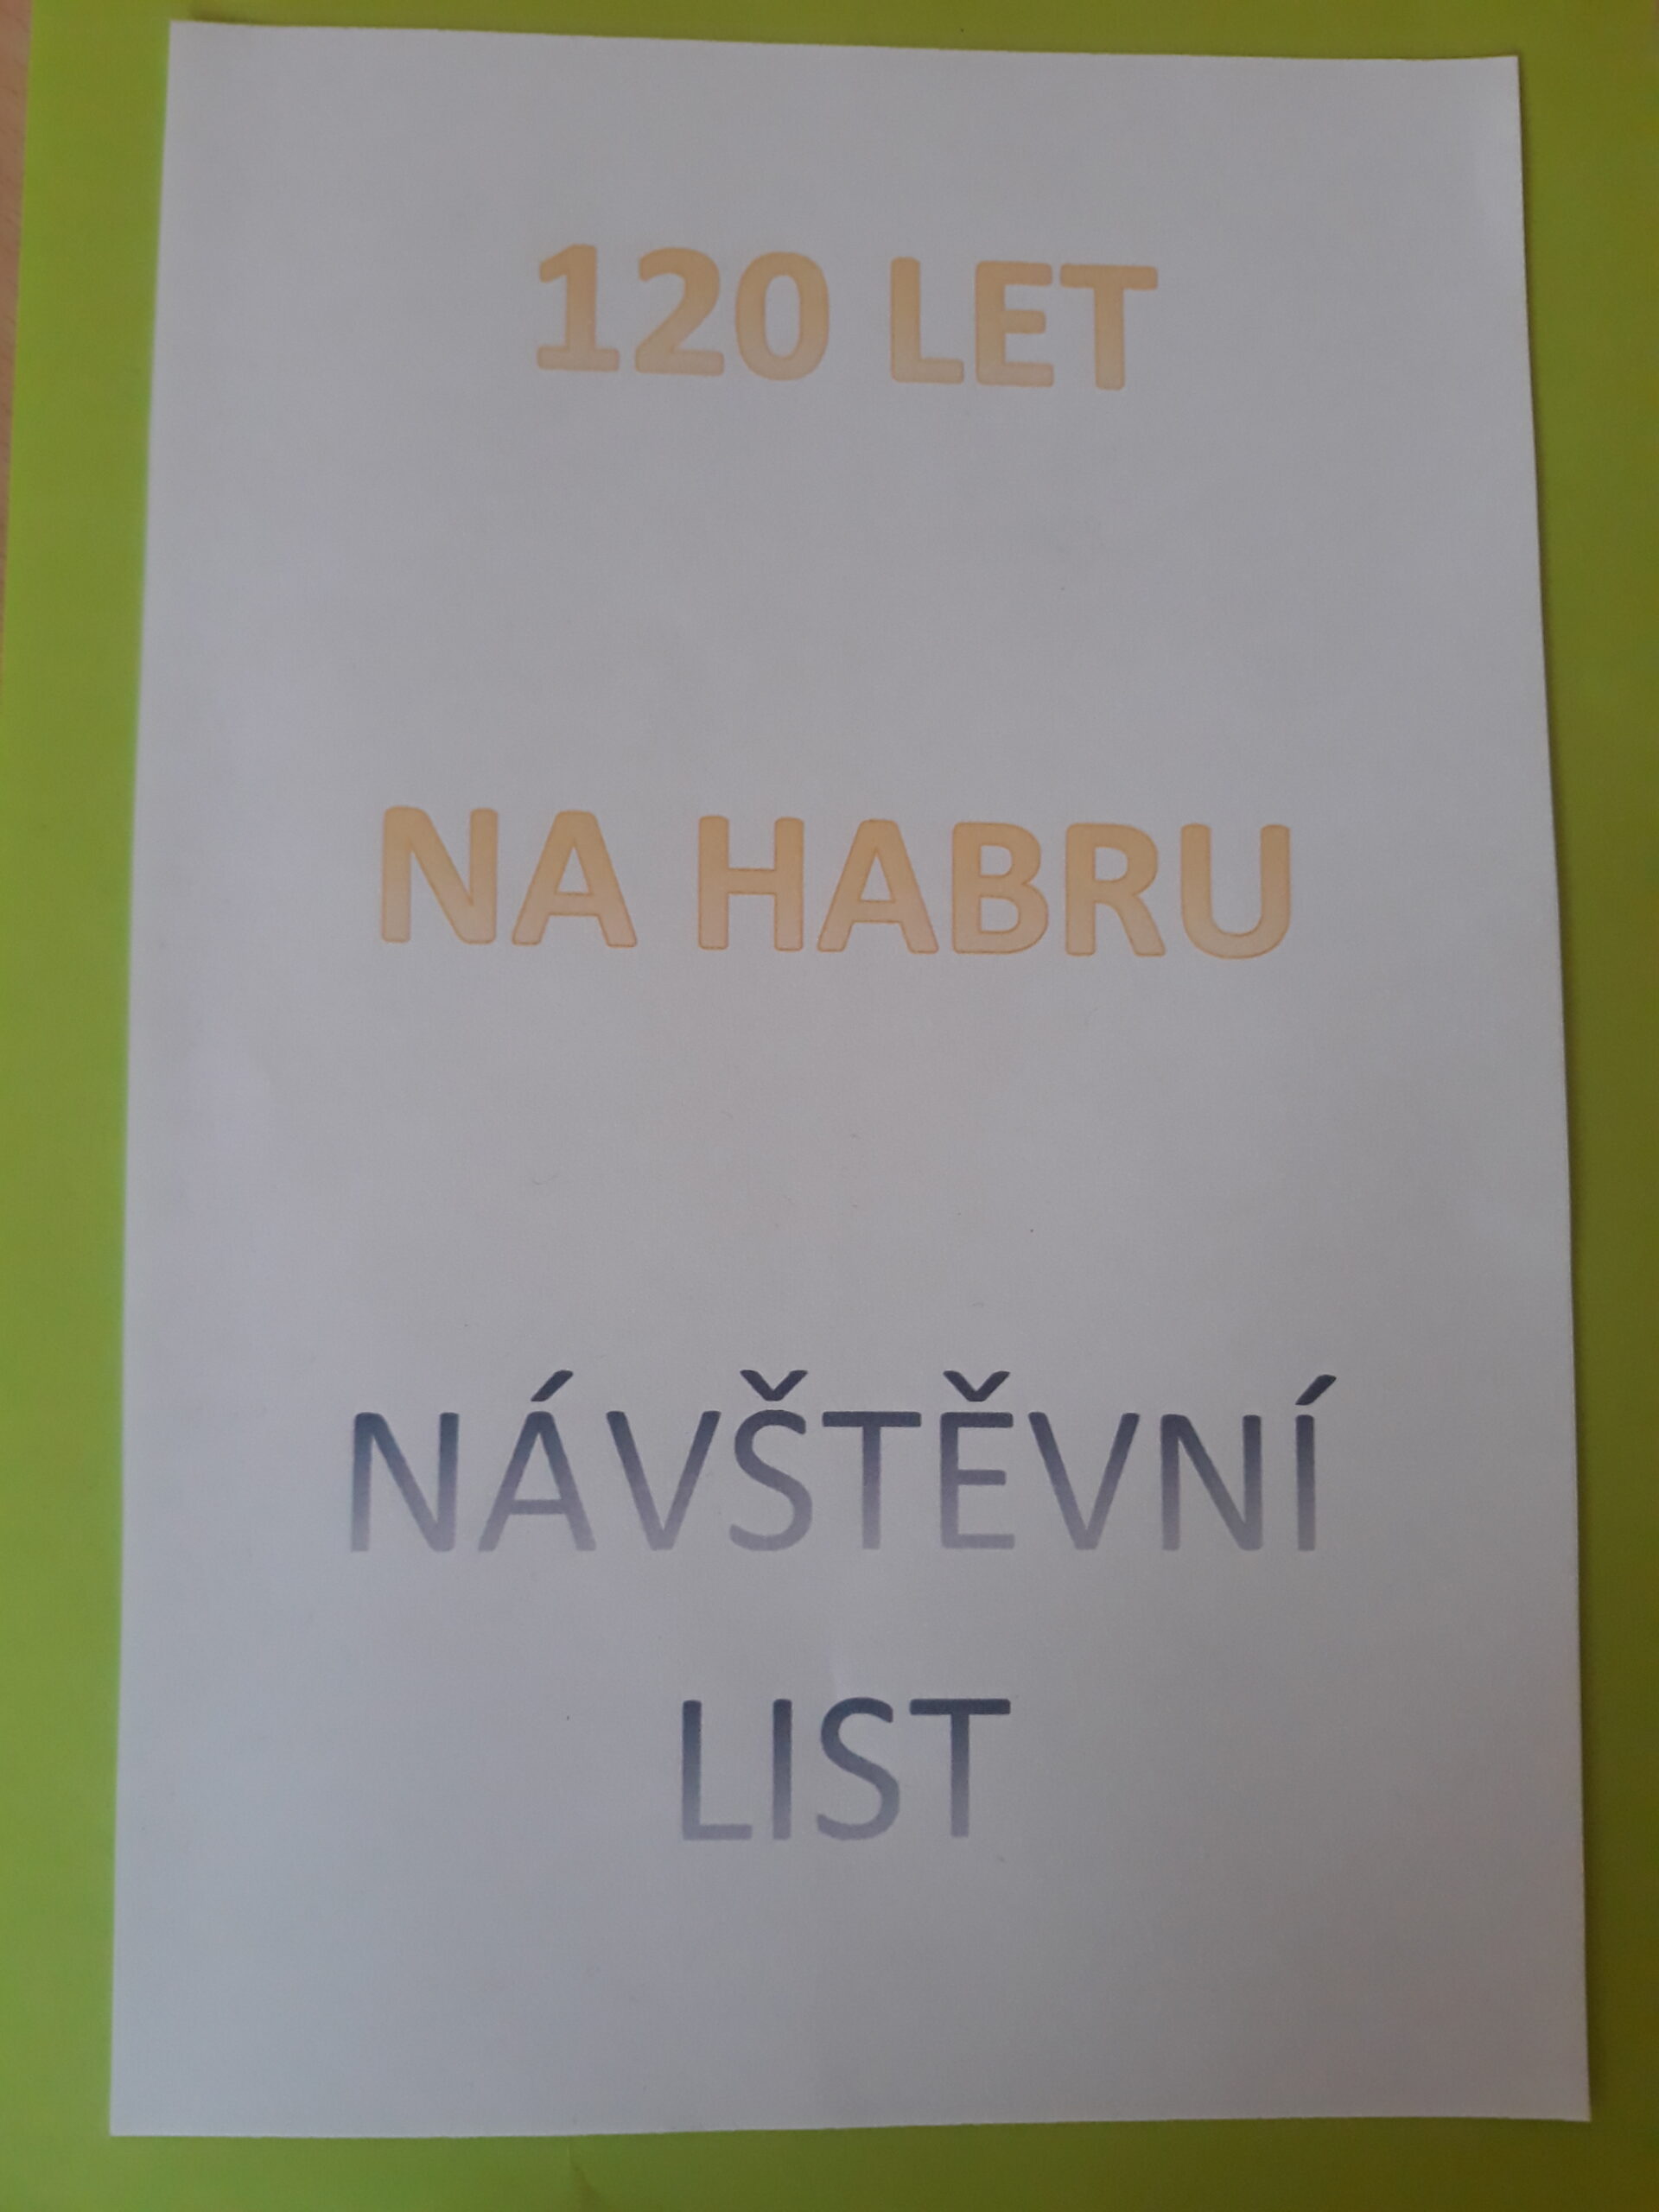 120 LET
NA HABRU
NÁVŠTĚVNÍ
LIST